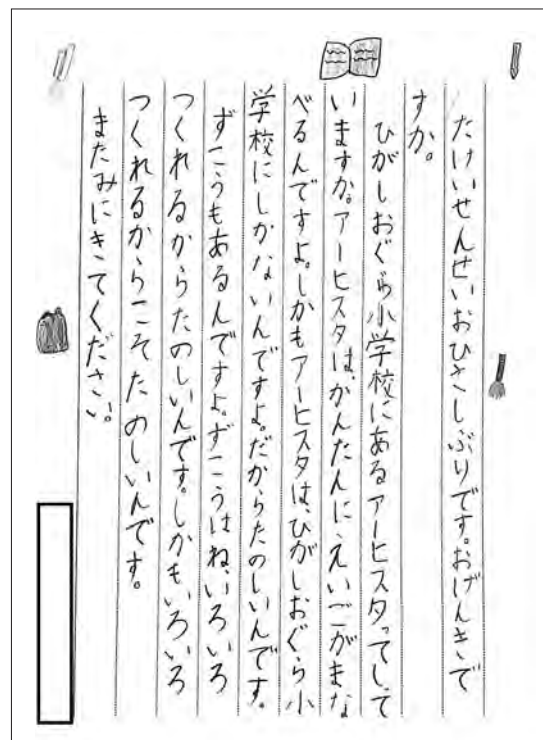 たけいせんせいおひさしぶりです。おげんきで
すか。
ひがしおぐら小学校にあるアーヒスタってしって
いますか。アーヒスタは、かんたんにえい一ごがまな
べるんですよ。しかもアーヒスタは、ひがしおぐら小
学校にしかないんですよ。だからたのしいんです。
ずこうもあるんですよ。ずこうはね、いろいろ
つくれるからたのしいんです。しかもいろいろ
つくれるからこそたのしいんです。
またみにきてください。